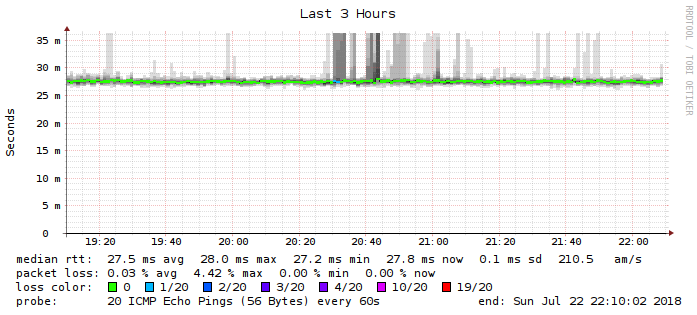 Last 3 Hours
RRDTOOL / TOBI OETIKER
Seconds
35 m
30 m
25 m
20 m
15 m
10 m
5 m
0
19:20 19:40 20:00 20:20 20:40 21:00 21:20 21:40 22:00
median rtt: 27.5 ms avg 28.0 ms max 27.2 ms min 27.8 ms now 0.1 ms sd 210.5 am/s
packet loss: 0.03 % avg 4.42 % max 0.00 % min 0.00 % now
loss color: 0 1/20 2/20 3/20 4/20 10/20 19/20
probe: 20 ICMP Echo Pings (56 Bytes) every 60s end: Sun Jul 22 22:10:02 2018